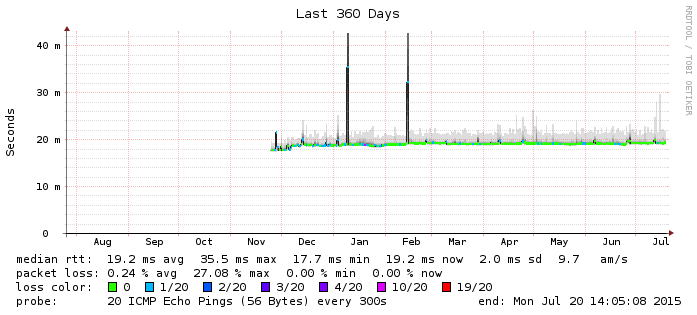 Last 360 Days
RRDTOOL / TOBI OETIKER
Seconds
40 m
30 m
20 m
10 m
0
Aug Sep Oct Nov Dec Jan Feb Mar Apr May Jun Jul
median rtt: 19.2 ms avg 35.5 ms max 17.7 ms min 19.2 ms now 2.0 ms sd 9.7 am/s
packet loss: 0.24 % avg 27.08 % max 0.00 % min 0.00 % now
loss color: 0 1/20 2/20 3/20 4/20 10/20 19/20
probe: 20 ICMP Echo Pings (56 Bytes) every 300s end: Mon Jul 20 14:05:08 2015